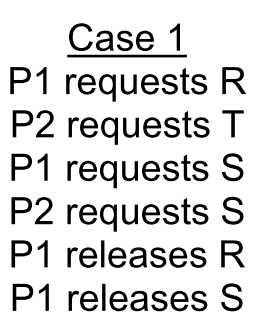 Case 1
P1 requests R
P2 requests T
P1 requests S
P2 requests S
P1 releases R
P1 releases S